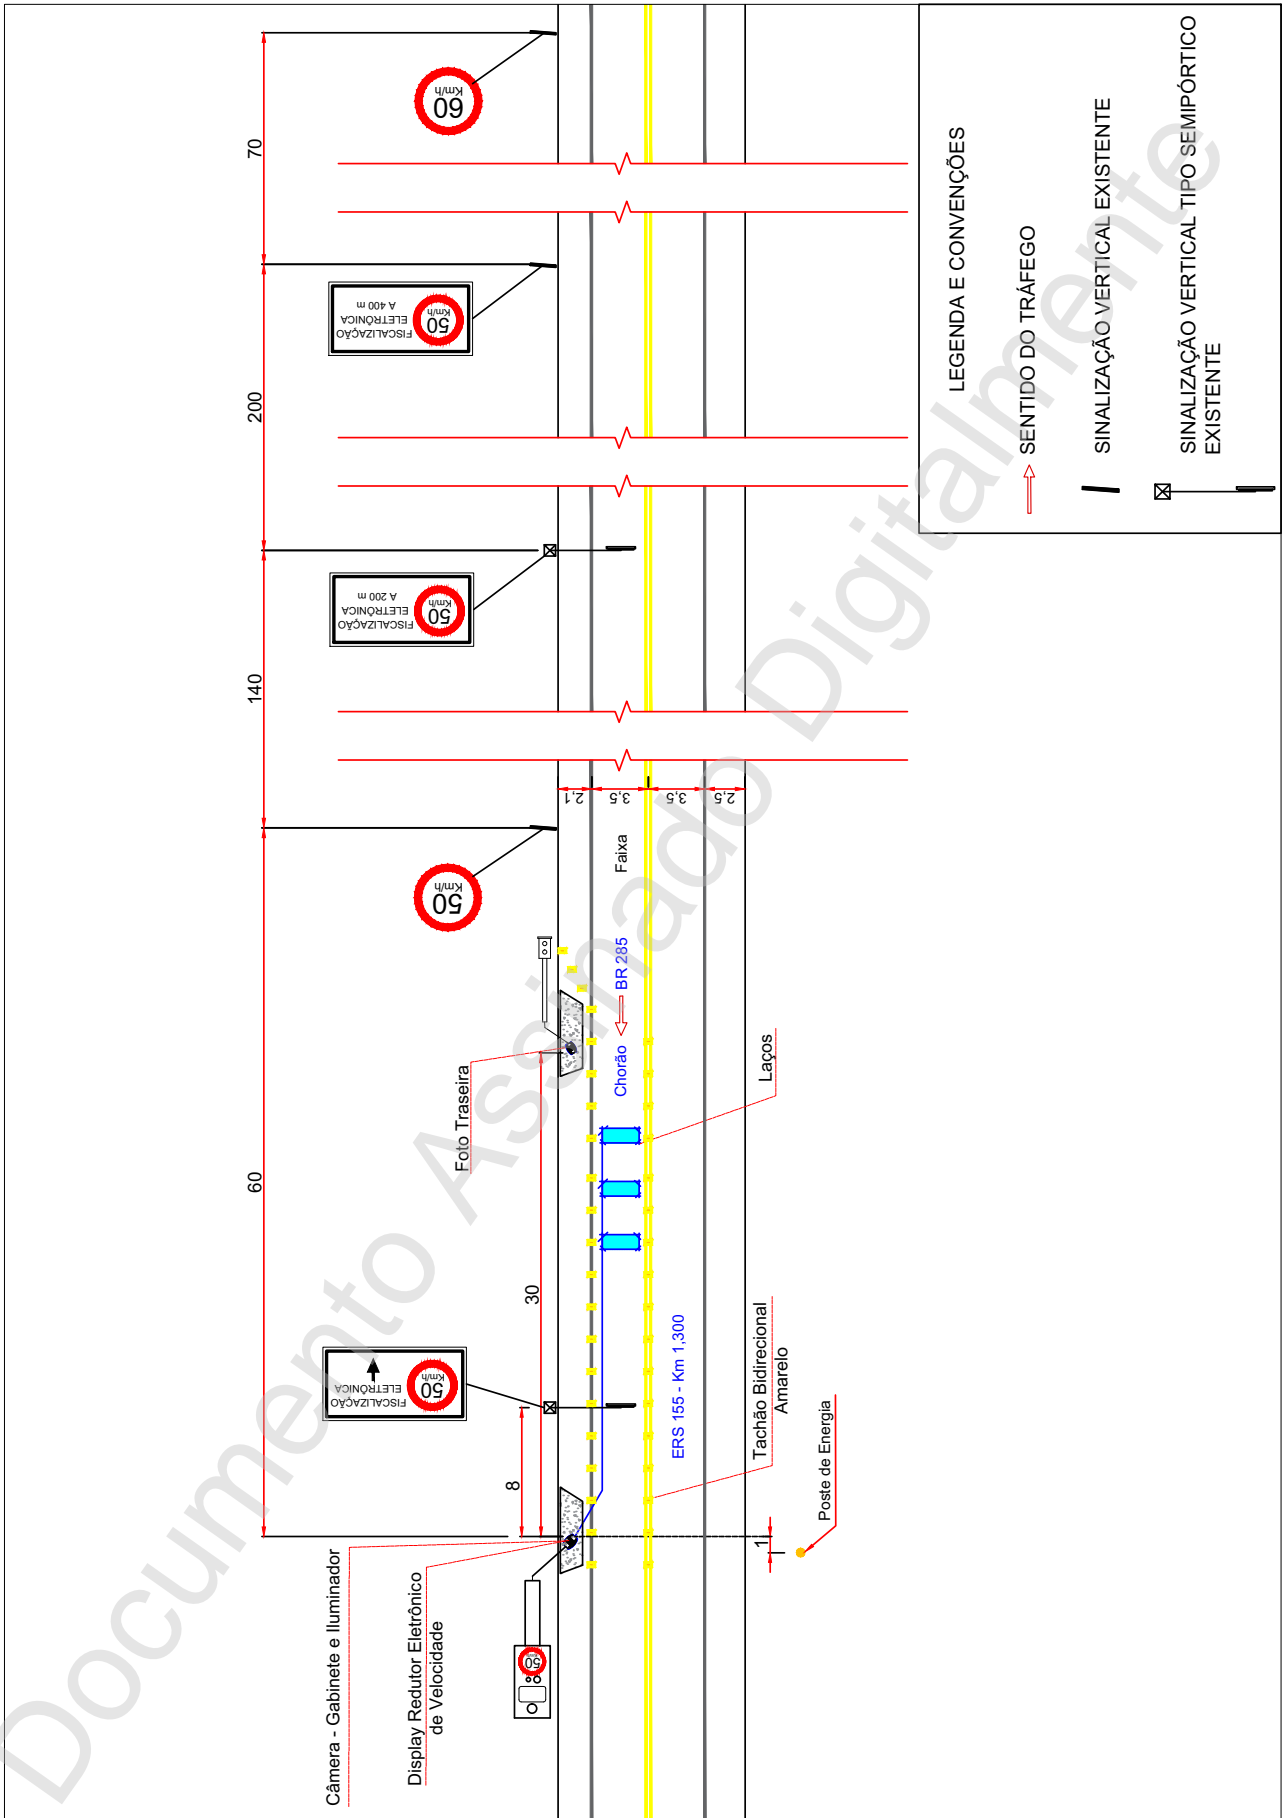 60
Km/h
70
FISCALIZAÇÃO
ELETRÔNICA
A 400 m
50
Km/h
200
FISCALIZAÇÃO
ELETRÔNICA
A 200 m
50
Km/h
140
50
Km/h
60
2,1
3,5
3,5
2,5
Faixa
Chorão
BR 285
Foto Traseira
Laços
30
FISCALIZAÇÃO
ELETRÔNICA
50
Km/h
8
ERS 155 - Km 1,300
Tachão Bidirecional
Amarelo
Poste de Energia
1
Câmera - Gabinete e Iluminador
Display Redutor Eletrônico
de Velocidade
50
LEGENDA E CONVENÇÕES
SENTIDO DO TRÁFEGO
SINALIZAÇÃO VERTICAL EXISTENTE
SINALIZAÇÃO VERTICAL TIPO SEMIPÓRTICO
EXISTENTE
Documento Assinado Digitalmente